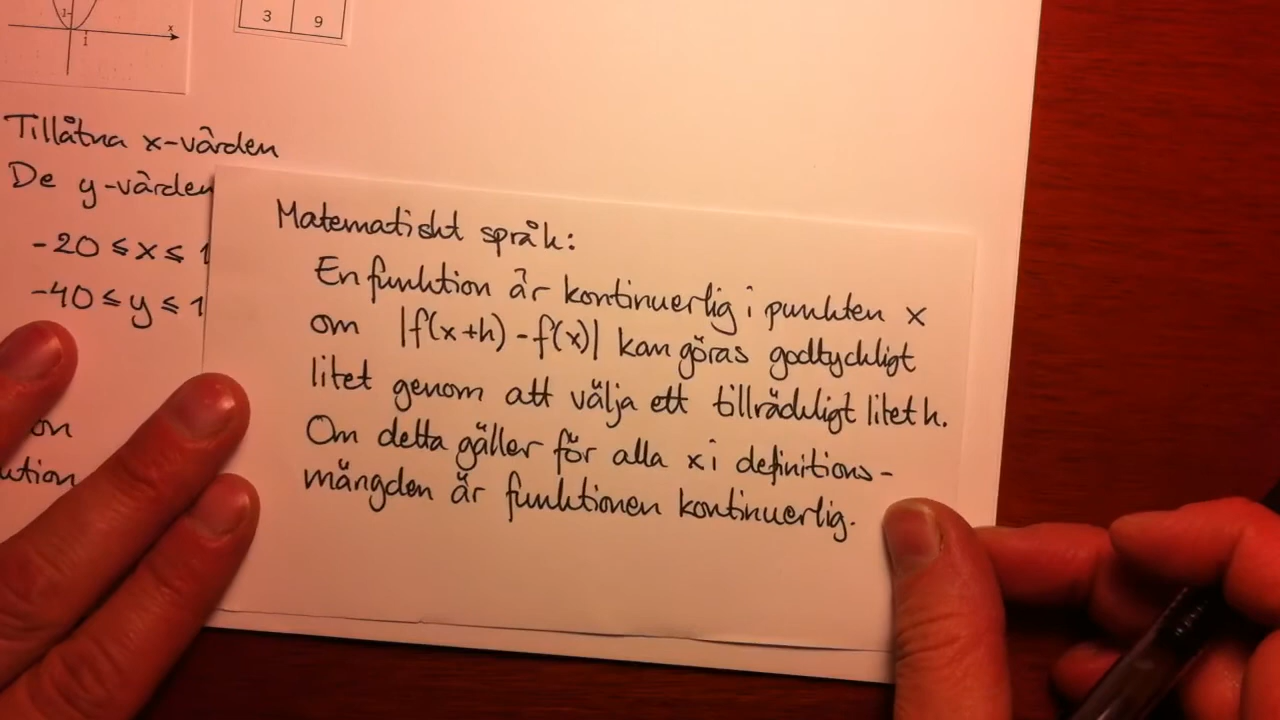 1
x
1
3 9
Tillåtna x-värden
De y-värden
-20 ≤ x ≤ 1
-40 ≤ y ≤ 1
Matematiskt språk:
En funktion är kontinuerlig i punkten x
om |f(x+h) - f(x)| kan göras godtyckligt
litet genom att välja ett tillräckligt litet h.
Om detta gäller för alla x i definitions-
mängden är funktionen kontinuerlig.
on